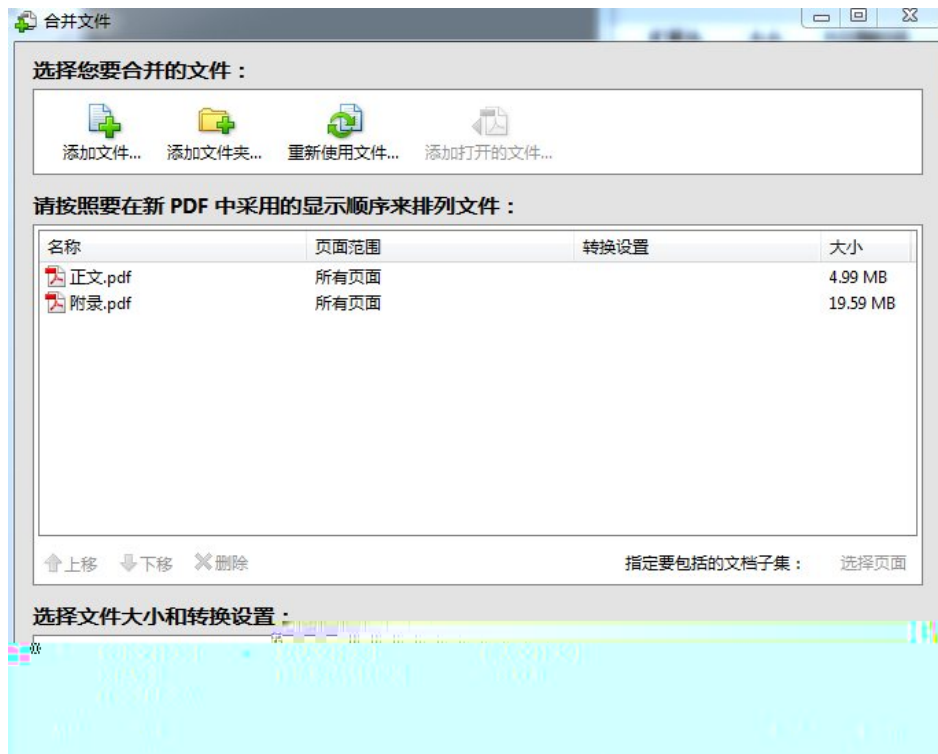 合并文件
选择您要合并的文件：
添加文件... 添加文件夹... 重新使用文件... 添加打开的文件...
请按照要在新 PDF 中采用的显示顺序来排列文件：
名称 页面范围 转换设置 大小
正文.pdf 所有页面 4.99 MB
附录.pdf 所有页面 19.59 MB
上移 下移 删除 指定要包括的文档子集： 选择页面
选择文件大小和转换设置：